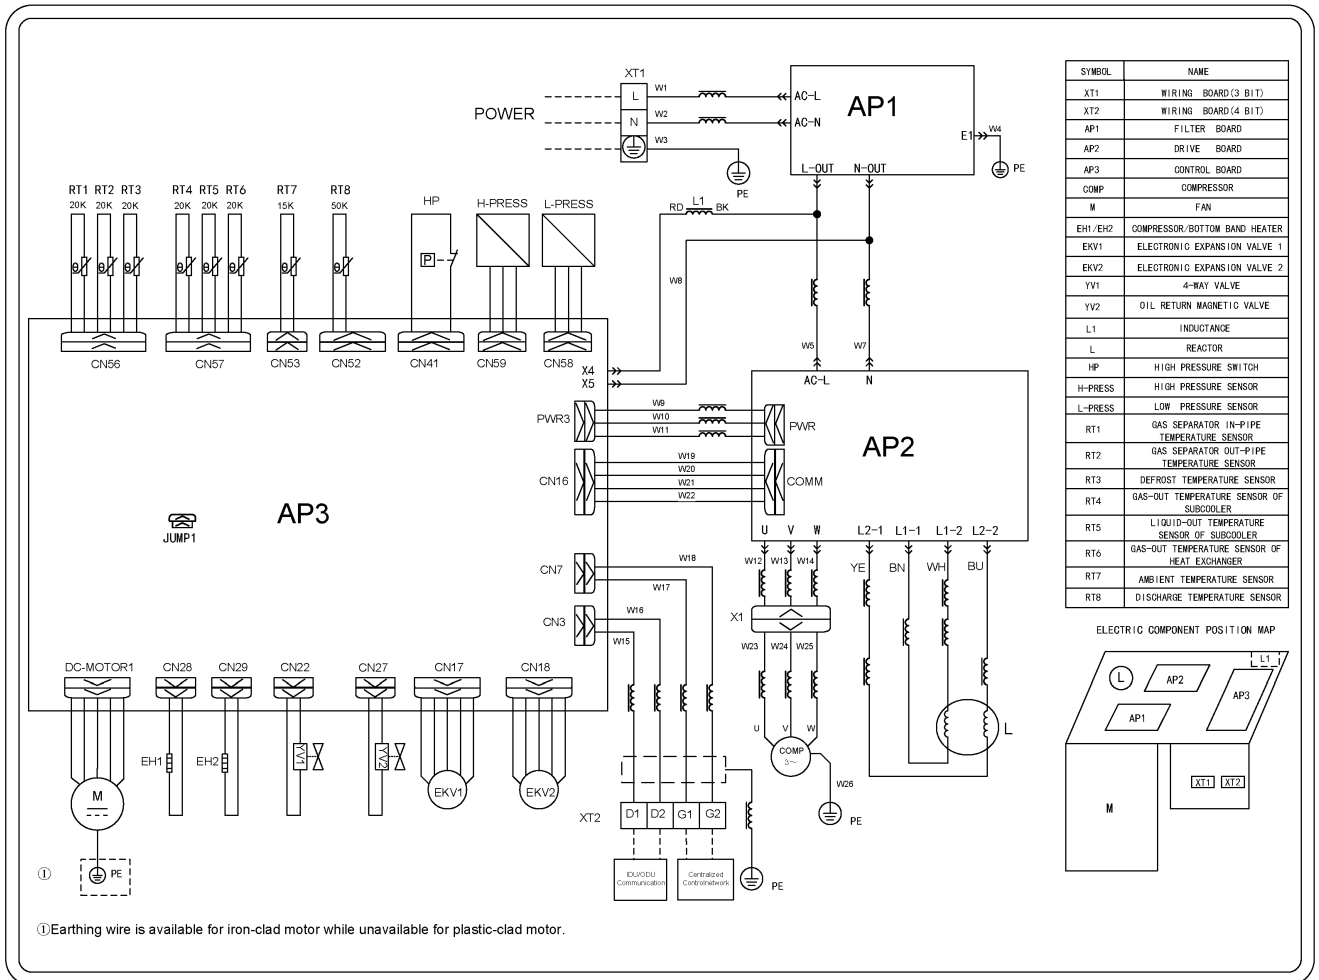 XT1
POWER
L W1 AC-L
N W2 AC-N
W3
PE
AP1
E1 W4
PE
L-OUT N-OUT
RT1 RT2 RT3 RT4 RT5 RT6 RT7 RT8
20K 20K 20K 20K 20K 20K 15K 50K
HP H-PRESS L-PRESS
P
θ θ θ θ θ θ θ θ
RD L1 BK
W8
W5 W7
CN56 CN57 CN53 CN52 CN41 CN59 CN58
X4
X5
AC-L N
PWR3 W9 PWR
W10
W11
AP2
CN16 W19 COMM
W20
W21
W22
AP3
JUMP1
U V W L2-1 L1-1 L1-2 L2-2
W12 W13 W14 YE BN WH BU
CN7 W18
W17
CN3 W16
W15
X1
W23 W24 W25
DC-MOTOR1 CN28 CN29 CN22 CN27 CN17 CN18
U V W
COMP
3~
L
W26
PE
EH1 EH2 YV1 YV2 EKV1 EKV2
M
PE
①
XT2 D1 D2 G1 G2
IDU/ODU
Communication
Centralized
Controlnetwork
PE
①Earthing wire is available for iron-clad motor while unavailable for plastic-clad motor.
SYMBOL NAME
XT1 WIRING BOARD(3 BIT)
XT2 WIRING BOARD(4 BIT)
AP1 FILTER BOARD
AP2 DRIVE BOARD
AP3 CONTROL BOARD
COMP COMPRESSOR
M FAN
EH1/EH2 COMPRESSOR/BOTTOM BAND HEATER
EKV1 ELECTRONIC EXPANSION VALVE 1
EKV2 ELECTRONIC EXPANSION VALVE 2
YV1 4-WAY VALVE
YV2 OIL RETURN MAGNETIC VALVE
L1 INDUCTANCE
L REACTOR
HP HIGH PRESSURE SWITCH
H-PRESS HIGH PRESSURE SENSOR
L-PRESS LOW PRESSURE SENSOR
RT1 GAS SEPARATOR IN-PIPE
TEMPERATURE SENSOR
RT2 GAS SEPARATOR OUT-PIPE
TEMPERATURE SENSOR
RT3 DEFROST TEMPERATURE SENSOR
RT4 GAS-OUT TEMPERATURE SENSOR OF
SUBCOOLER
RT5 LIQUID-OUT TEMPERATURE
SENSOR OF SUBCOOLER
RT6 GAS-OUT TEMPERATURE SENSOR OF
HEAT EXCHANGER
RT7 AMBIENT TEMPERATURE SENSOR
RT8 DISCHARGE TEMPERATURE SENSOR
ELECTRIC COMPONENT POSITION MAP
L1
L AP2 AP3
AP1
XT1 XT2
M